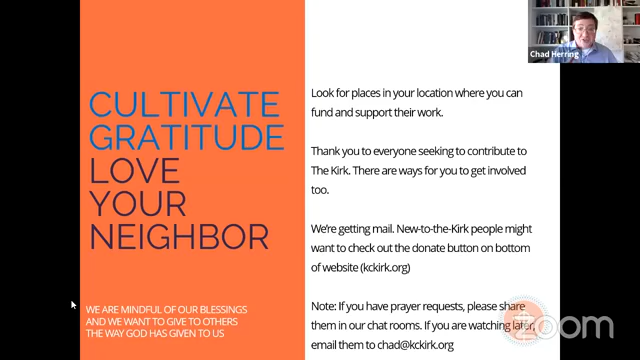 Chad Herring
CULTIVATE
GRATITUDE
LOVE
YOUR
NEIGHBOR
WE ARE MINDFUL OF OUR BLESSINGS
AND WE WANT TO GIVE TO OTHERS
THE WAY GOD HAS GIVEN TO US
Look for places in your location where you can
fund and support their work.
Thank you to everyone seeking to contribute to
The Kirk. There are ways for you to get involved
too.
We're getting mail. New-to-the-Kirk people might
want to check out the donate button on bottom
of website (kckirk.org)
Note: If you have prayer requests, please share
them in our chat rooms. If you are watching later,
email them to chad@kckirk.org
zoom